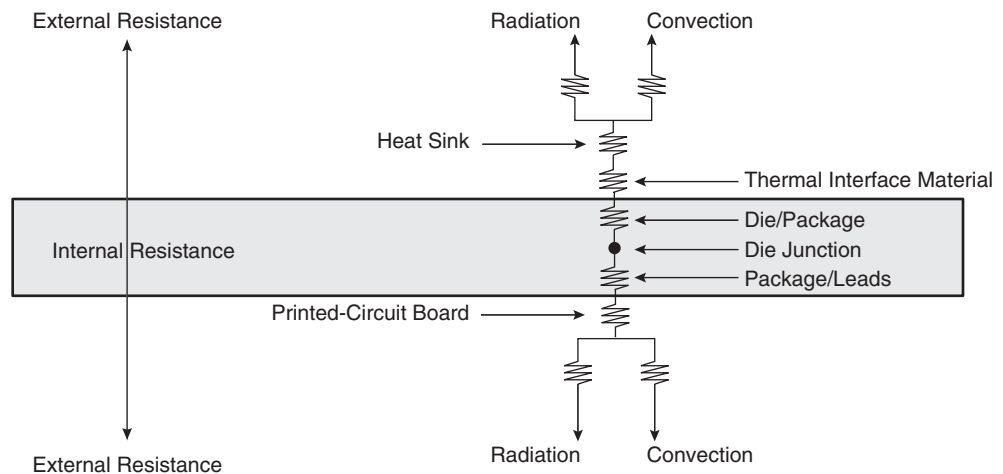 External Resistance
Radiation
Convection
Heat Sink
Thermal Interface Material
Die/Package
Internal Resistance
Die Junction
Package/Leads
Printed-Circuit Board
Radiation
Convection
External Resistance